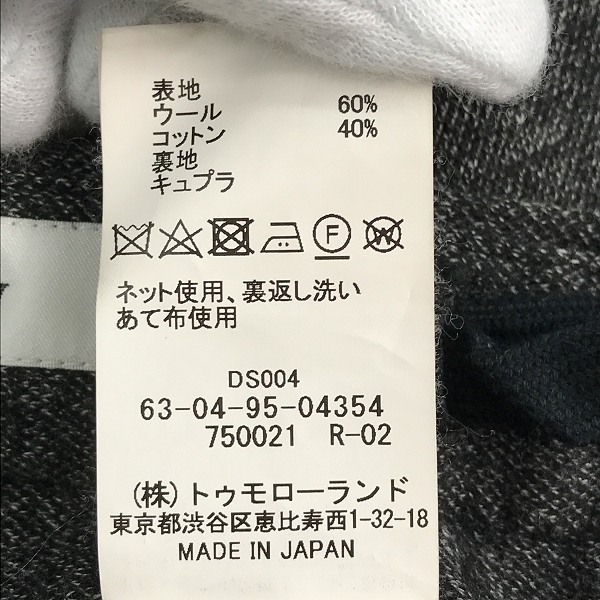 表地
ウール 60%
コットン 40%
裏地
キュプラ
F W
ネット使用、裏返し洗い
あて布使用
DS004
63-04-95-04354
750021 R-02
(株)トゥモローランド
東京都渋谷区恵比寿西1-32-18
MADE IN JAPAN